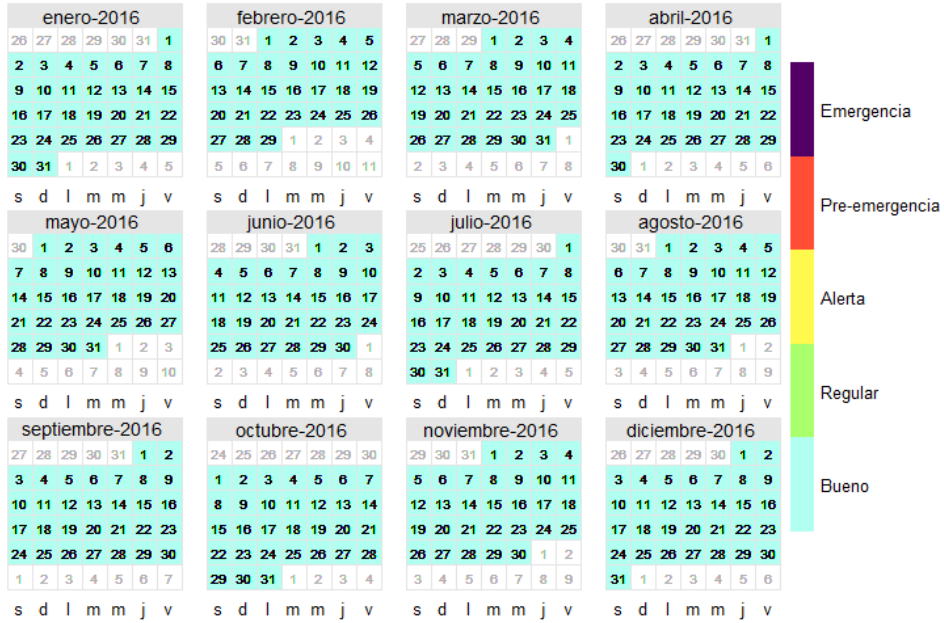 enero-2016
26 27 28 29 30 31 1
2 3 4 5 6 7 8
9 10 11 12 13 14 15
16 17 18 19 20 21 22
23 24 25 26 27 28 29
30 31 1 2 3 4 5
s d l m m j v
febrero-2016
30 31 1 2 3 4 5
6 7 8 9 10 11 12
13 14 15 16 17 18 19
20 21 22 23 24 25 26
27 28 29 1 2 3 4
5 6 7 8 9 10 11
s d l m m j v
marzo-2016
27 28 29 1 2 3 4
5 6 7 8 9 10 11
12 13 14 15 16 17 18
19 20 21 22 23 24 25
26 27 28 29 30 31 1
2 3 4 5 6 7 8
s d l m m j v
abril-2016
26 27 28 29 30 31 1
2 3 4 5 6 7 8
9 10 11 12 13 14 15
16 17 18 19 20 21 22
23 24 25 26 27 28 29
30 1 2 3 4 5 6
s d l m m j v
mayo-2016
30 1 2 3 4 5 6
7 8 9 10 11 12 13
14 15 16 17 18 19 20
21 22 23 24 25 26 27
28 29 30 31 1 2 3
4 5 6 7 8 9 10
s d l m m j v
junio-2016
28 29 30 31 1 2 3
4 5 6 7 8 9 10
11 12 13 14 15 16 17
18 19 20 21 22 23 24
25 26 27 28 29 30 1
2 3 4 5 6 7 8
s d l m m j v
julio-2016
25 26 27 28 29 30 1
2 3 4 5 6 7 8
9 10 11 12 13 14 15
16 17 18 19 20 21 22
23 24 25 26 27 28 29
30 31 1 2 3 4 5
s d l m m j v
agosto-2016
30 31 1 2 3 4 5
6 7 8 9 10 11 12
13 14 15 16 17 18 19
20 21 22 23 24 25 26
27 28 29 30 31 1 2
3 4 5 6 7 8 9
s d l m m j v
septiembre-2016
27 28 29 30 31 1 2
3 4 5 6 7 8 9
10 11 12 13 14 15 16
17 18 19 20 21 22 23
24 25 26 27 28 29 30
1 2 3 4 5 6 7
s d l m m j v
octubre-2016
24 25 26 27 28 29 30
1 2 3 4 5 6 7
8 9 10 11 12 13 14
15 16 17 18 19 20 21
22 23 24 25 26 27 28
29 30 31 1 2 3 4
s d l m m j v
noviembre-2016
29 30 31 1 2 3 4
5 6 7 8 9 10 11
12 13 14 15 16 17 18
19 20 21 22 23 24 25
26 27 28 29 30 1 2
3 4 5 6 7 8 9
s d l m m j v
diciembre-2016
26 27 28 29 30 1 2
3 4 5 6 7 8 9
10 11 12 13 14 15 16
17 18 19 20 21 22 23
24 25 26 27 28 29 30
31 1 2 3 4 5 6
s d l m m j v
Emergencia
Pre-emergencia
Alerta
Regular
Bueno